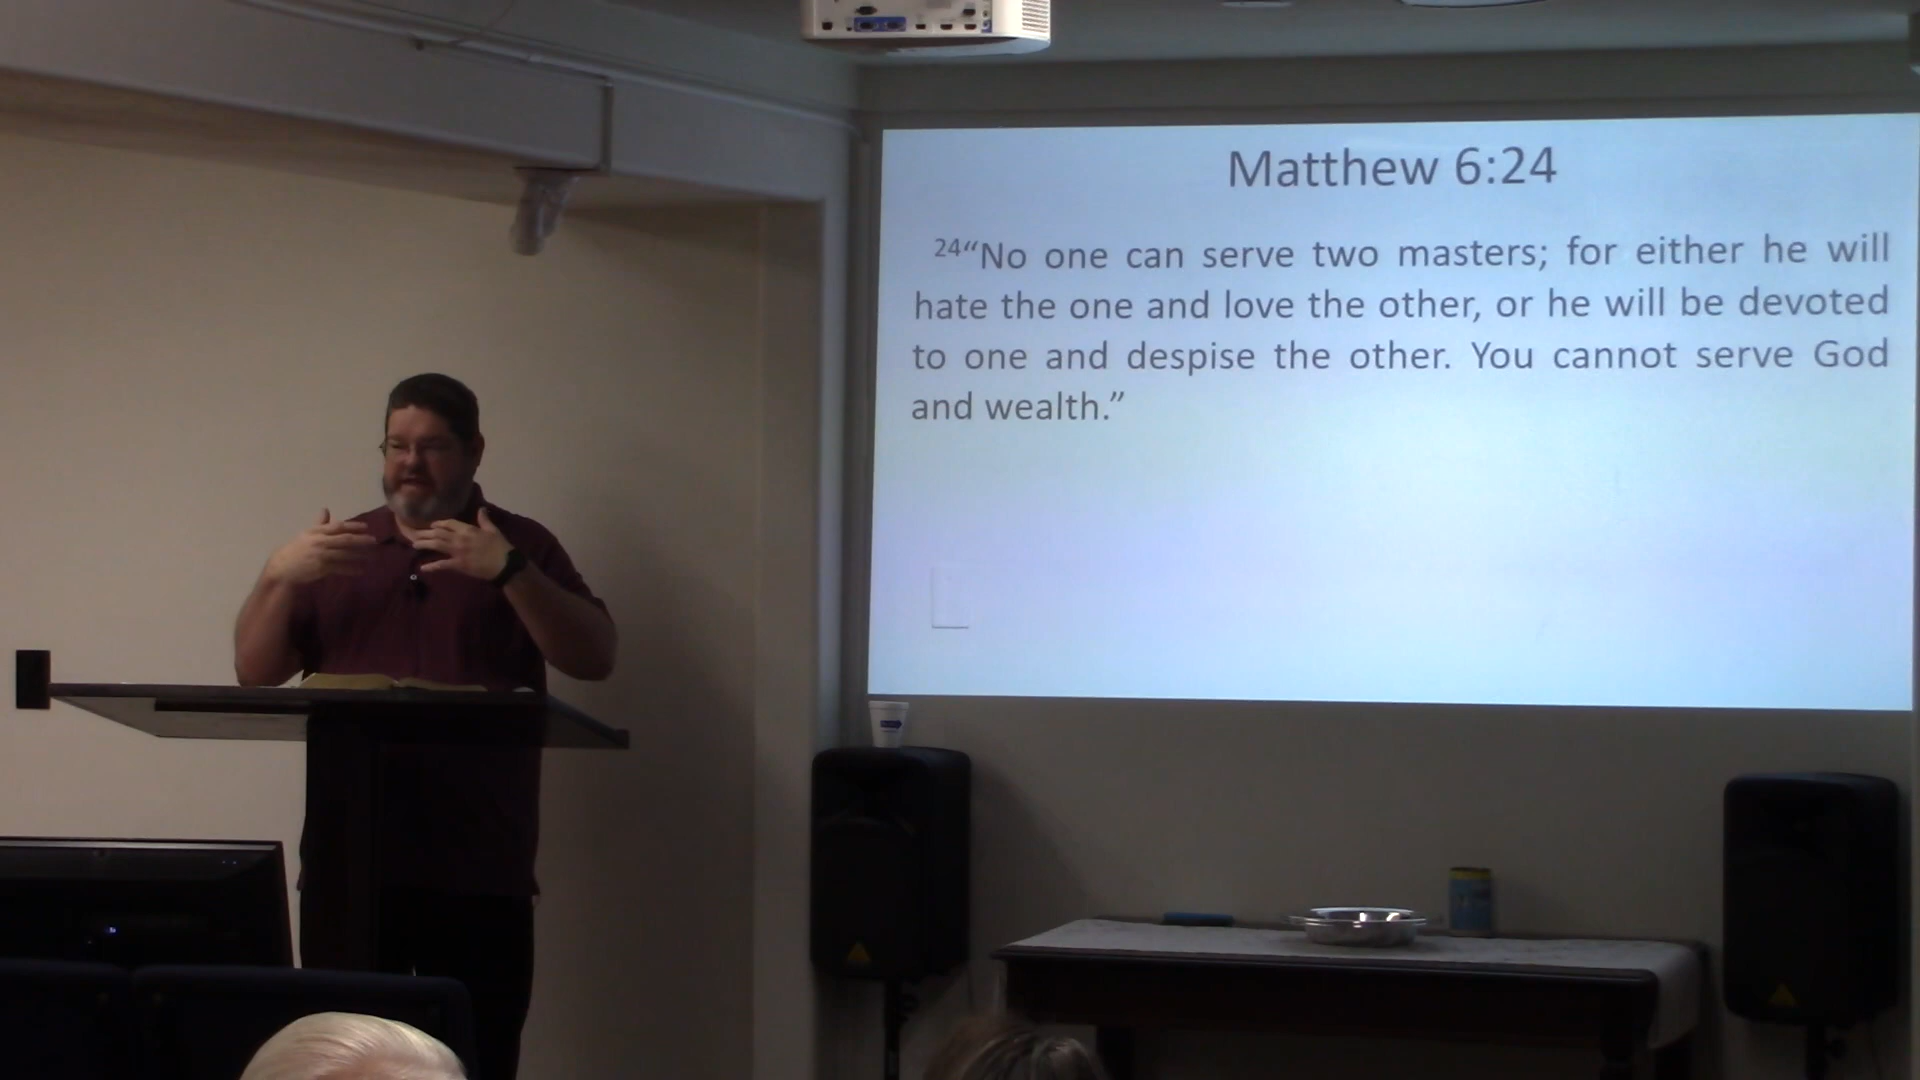 Matthew 6:24
24“No one can serve two masters; for either he will
hate the one and love the other, or he will be devoted
to one and despise the other. You cannot serve God
and wealth.”